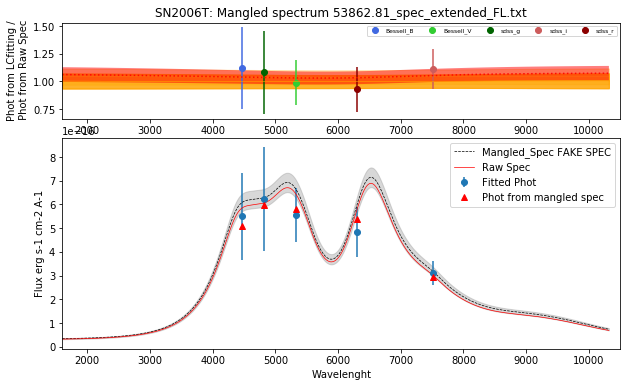 SN2006T: Mangled spectrum 53862.81_spec_extended_FL.txt
Phot from LCfitting /
Phot from Raw Spec
1.50
1.25
1.00
0.75
Bessell_B
Bessell_V
sdss_g
sdss_i
sdss_r
2000 3000 4000 5000 6000 7000 8000 9000 10000
1e−16
Flux erg s-1 cm-2 A-1
8
7
6
5
4
3
2
1
0
Mangled_Spec FAKE SPEC
Raw Spec
Fitted Phot
Phot from mangled spec
2000 3000 4000 5000 6000 7000 8000 9000 10000
Wavelenght